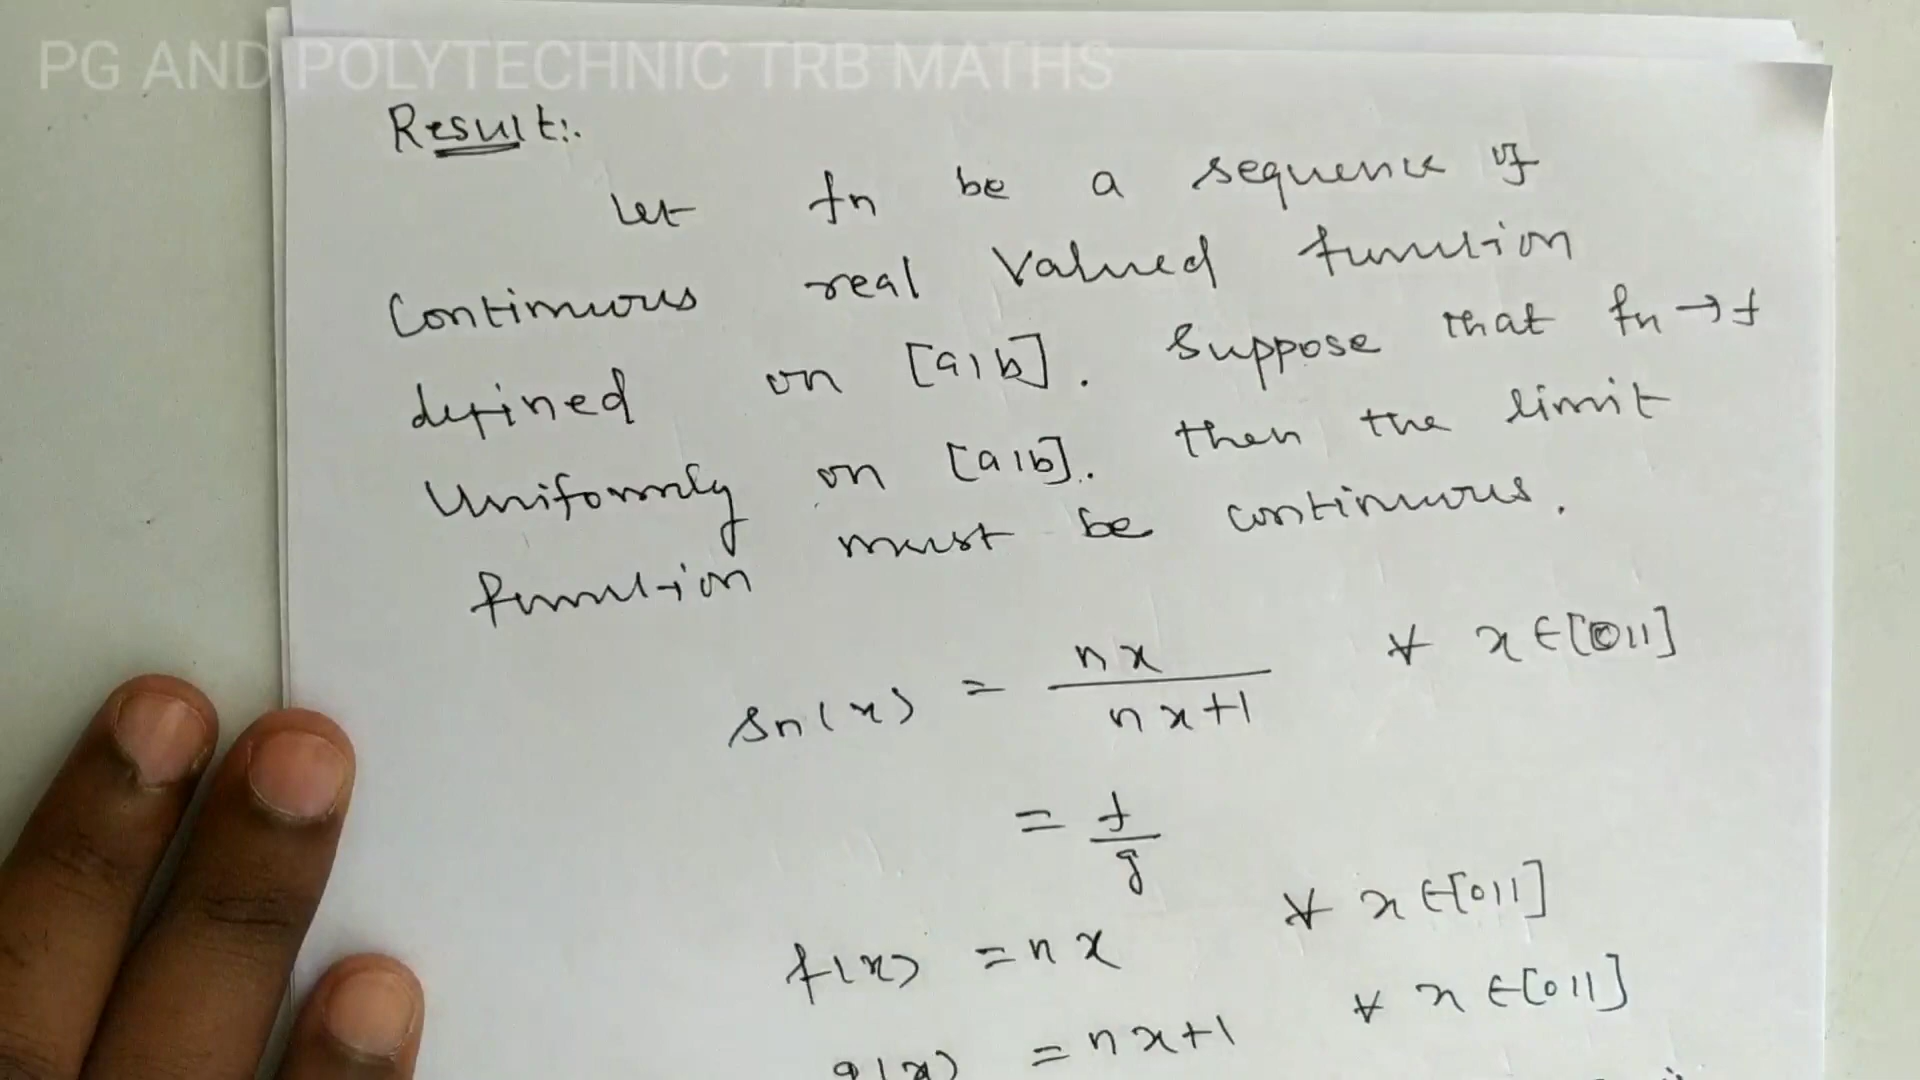 PG AND POLYTECHNIC TRB MATHS
Result:.
Let fn be a sequence of
Continuous real valued function
defined on [a,b]. Suppose that fn → f
Uniformly on [a,b]. then the limit
function must be continuous.
Sn(x) = nx / nx+1 ∀ x ∈ [0,1]
= f / g
f(x) = nx ∀ x ∈ [0,1]
g(x) = nx+1 ∀ x ∈ [0,1]